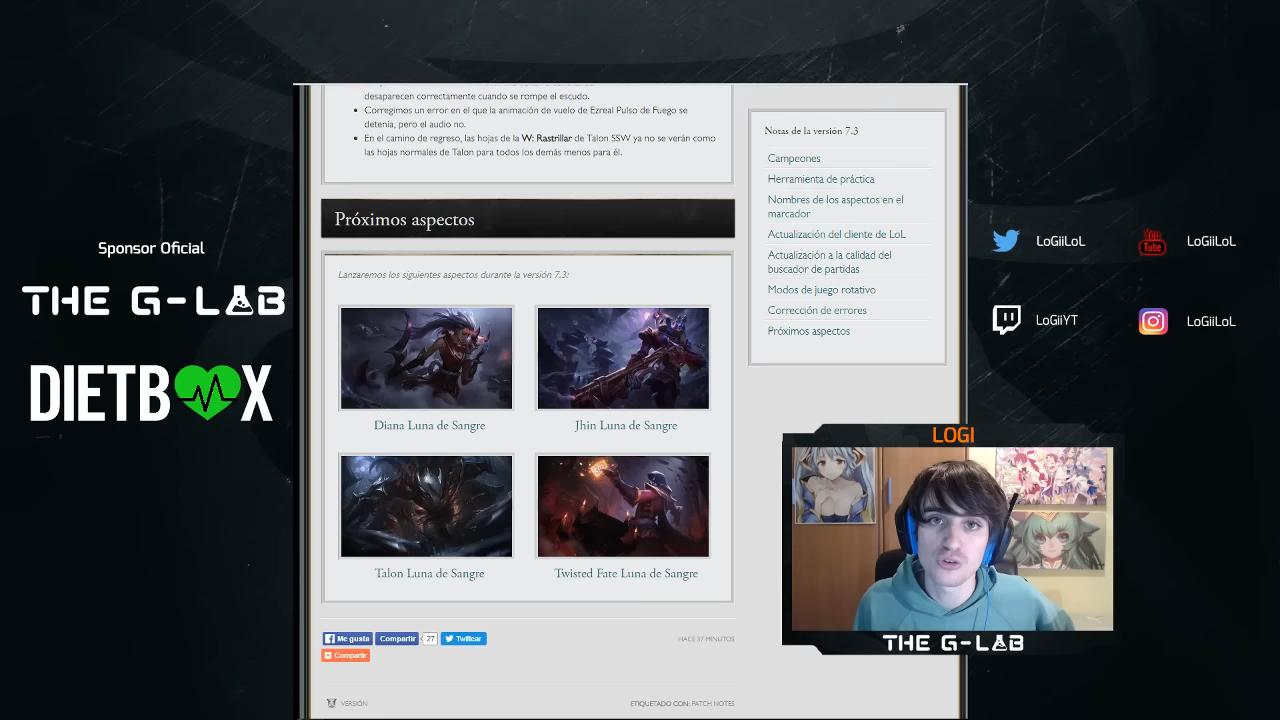 desaparecen correctamente cuando se rompe el escudo.
Corregimos un error en el que la animación de vuelo de Ezreal Pulso de Fuego se
detenía, pero el audio no.
En el camino de regreso, las hojas de la W: Rastrillar de Talon SSW ya no se verán como
las hojas normales de Talon para todos los demás menos para él.
Próximos aspectos
Lanzaremos los siguientes aspectos durante la versión 7.3:
Diana Luna de Sangre
Jhin Luna de Sangre
Talon Luna de Sangre
Twisted Fate Luna de Sangre
Me gusta
Compartir
27
Twittear
HACE 37 MINUTOS
Compartir
VERSIÓN
ETIQUETADO CON: PATCH NOTES
Notas de la versión 7.3
Campeones
Herramienta de práctica
Nombres de los aspectos en el
marcador
Actualización del cliente de LoL
Actualización a la calidad del
buscador de partidas
Modos de juego rotativo
Corrección de errores
Próximos aspectos
Sponsor Oficial
THE G-LAB
DIETBOX
LoGiiLoL
You
Tube
LoGiiLoL
LoGiiYT
LoGiiLoL
LOGI
THE G-LAB